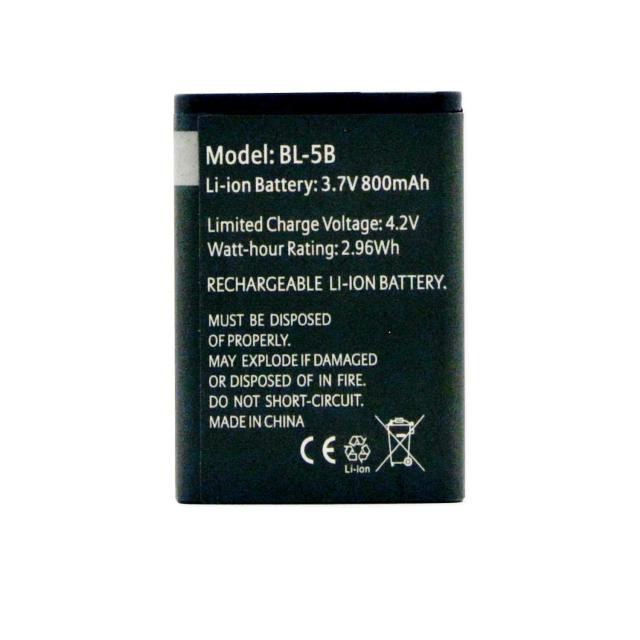 Model: BL-5B
Li-ion Battery: 3.7V 800mAh
Limited Charge Voltage: 4.2V
Watt-hour Rating: 2.96Wh
RECHARGEABLE LI-ION BATTERY.
MUST BE DISPOSED
OF PROPERLY.
MAY EXPLODE IF DAMAGED
OR DISPOSED OF IN FIRE.
DO NOT SHORT-CIRCUIT.
MADE IN CHINA
CE
Li-ion